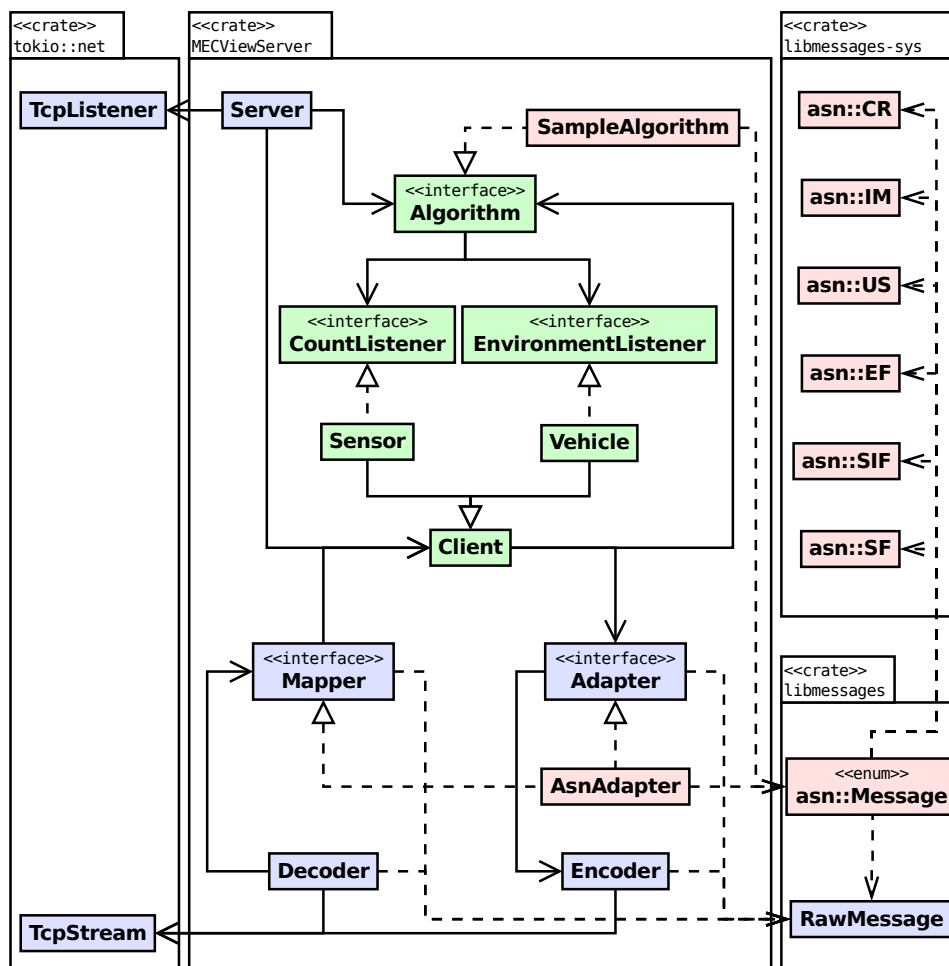 <<crate>>
tokio::net
<<crate>>
MECViewServer
<<crate>>
libmessages-sys
TcpListener
Server
SampleAlgorithm
asn::CR
<<interface>>
Algorithm
asn::IM
asn::US
<<interface>>
CountListener
<<interface>>
EnvironmentListener
asn::EF
Sensor
Vehicle
asn::SIF
Client
asn::SF
<<interface>>
Mapper
<<interface>>
Adapter
<<crate>>
libmessages
AsnAdapter
<<enum>>
asn::Message
Decoder
Encoder
TcpStream
RawMessage